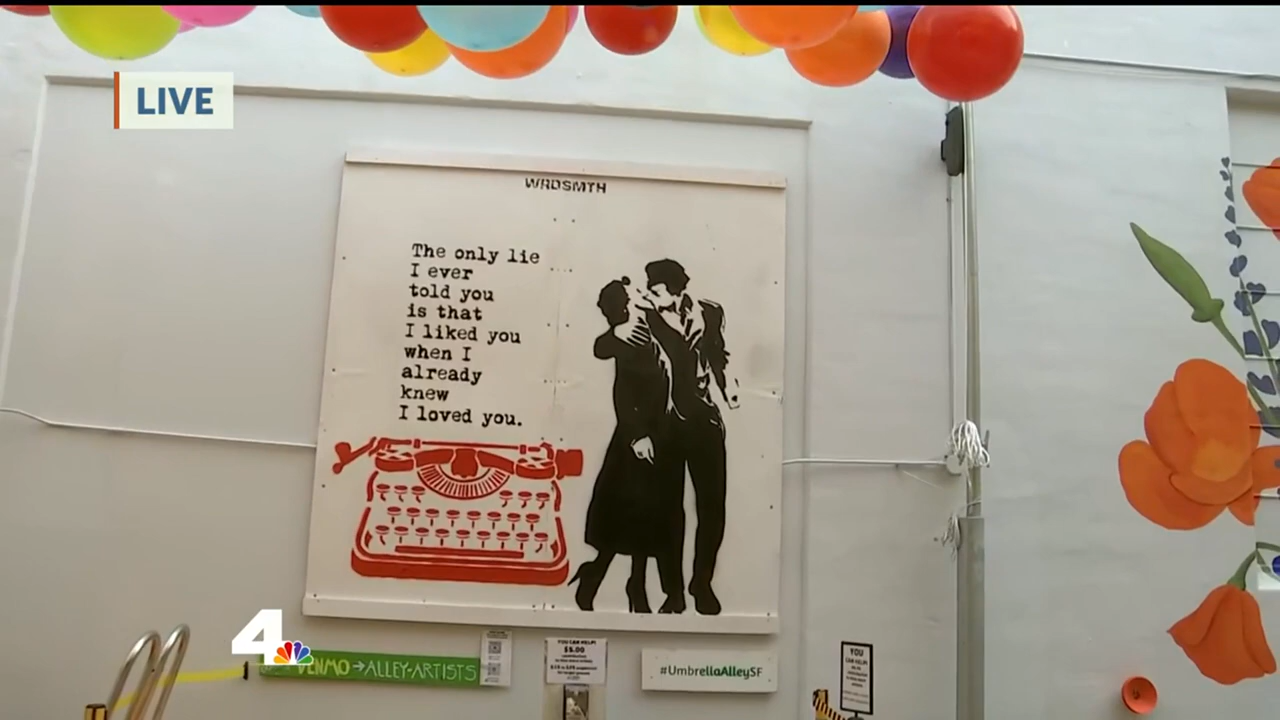 LIVE
WRDSMTH
The only lie
I ever
told you
is that
I liked you
when I
already
knew
I loved you.
4
VENMO → ALLEY-ARTISTS
YOU CAN HELP!
$5.00
#UmbrellaAlleySF
YOU
CAN HELP!